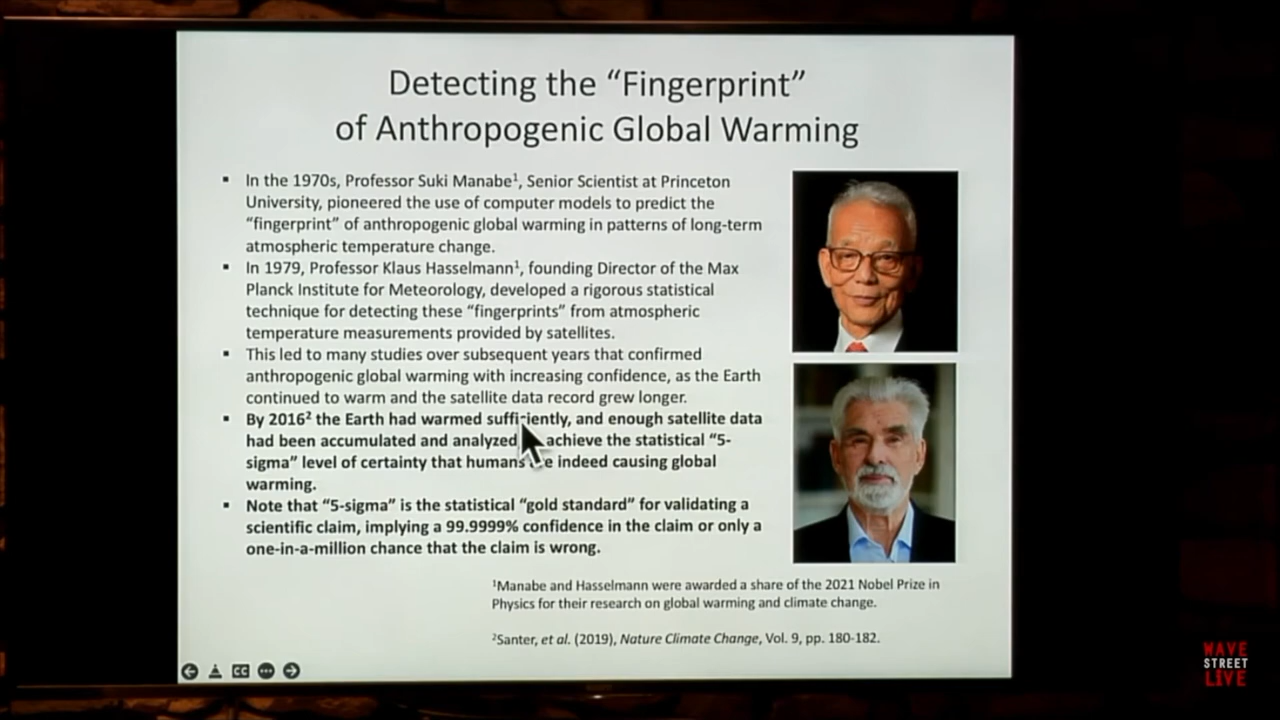 Detecting the “Fingerprint”
of Anthropogenic Global Warming
▪ In the 1970s, Professor Suki Manabe¹, Senior Scientist at Princeton
University, pioneered the use of computer models to predict the
“fingerprint” of anthropogenic global warming in patterns of long-term
atmospheric temperature change.
▪ In 1979, Professor Klaus Hasselmann¹, founding Director of the Max
Planck Institute for Meteorology, developed a rigorous statistical
technique for detecting these “fingerprints” from atmospheric
temperature measurements provided by satellites.
▪ This led to many studies over subsequent years that confirmed
anthropogenic global warming with increasing confidence, as the Earth
continued to warm and the satellite data record grew longer.
▪ By 2016² the Earth had warmed sufficiently, and enough satellite data
had been accumulated and analyzed achieve the statistical “5-
sigma” level of certainty that humans indeed causing global
warming.
▪ Note that “5-sigma” is the statistical “gold standard” for validating a
scientific claim, implying a 99.9999% confidence in the claim or only a
one-in-a-million chance that the claim is wrong.
¹Manabe and Hasselmann were awarded a share of the 2021 Nobel Prize in
Physics for their research on global warming and climate change.
²Santer, et al. (2019), Nature Climate Change, Vol. 9, pp. 180-182.
CC
WAVE
STREET
LIVE